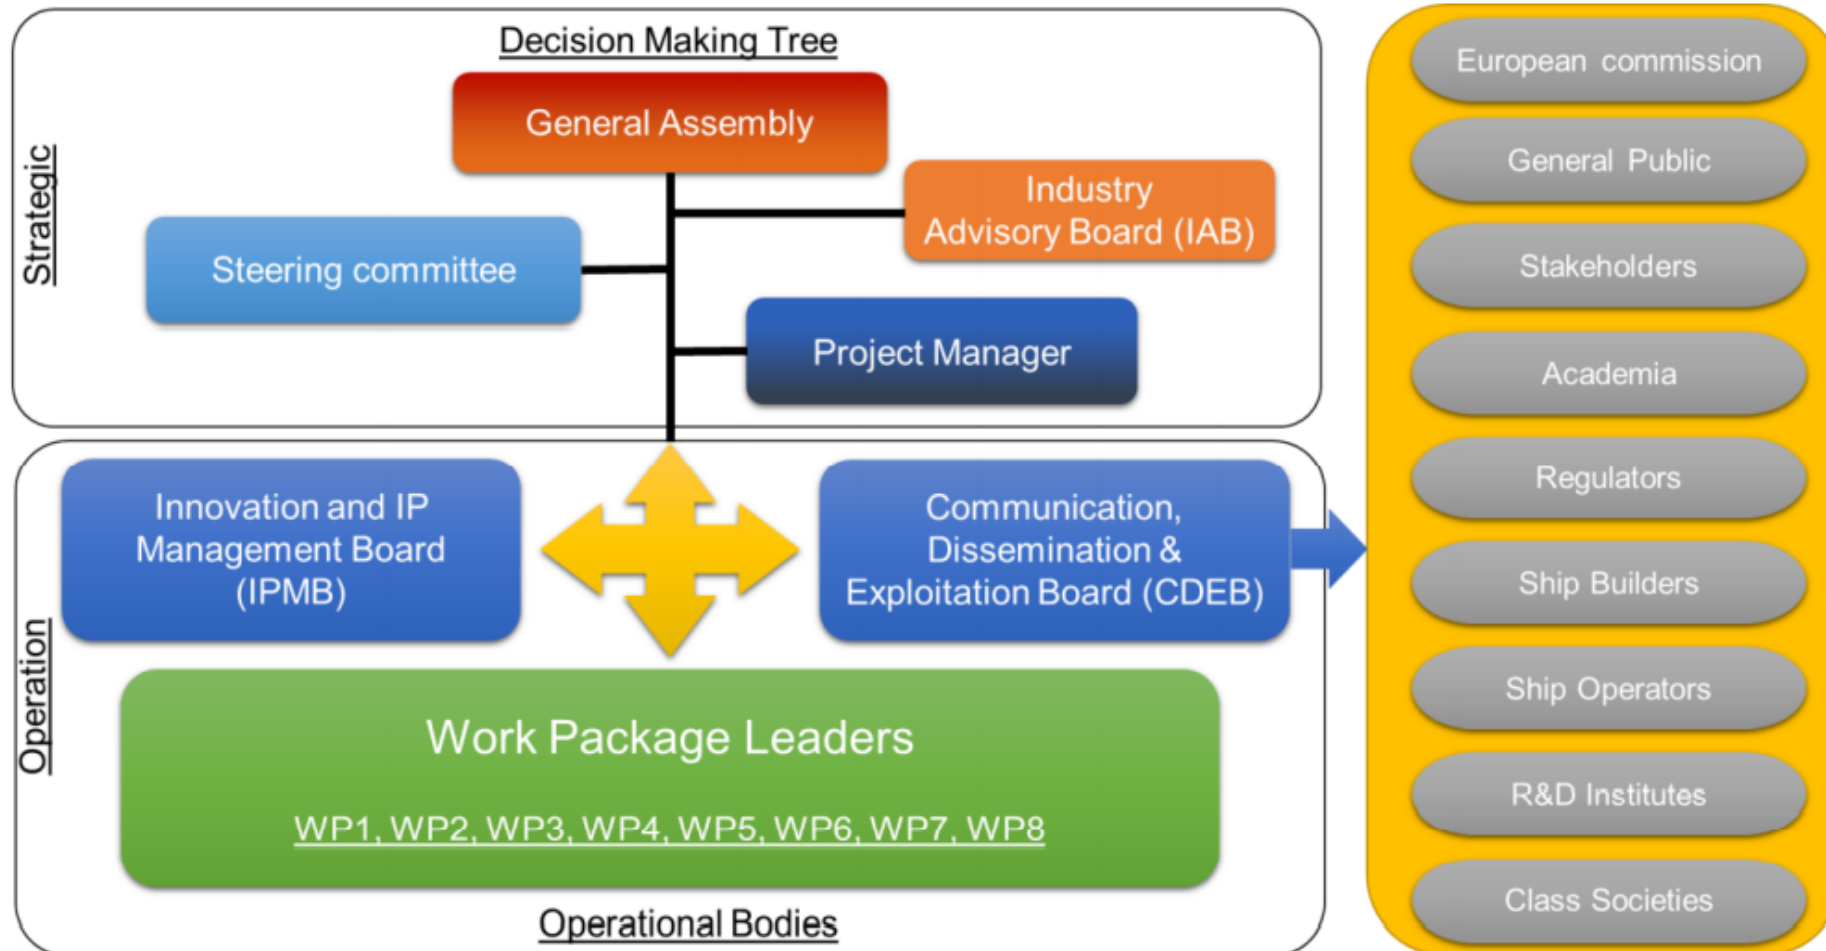 Decision Making Tree
Strategic
General Assembly
Industry
Advisory Board (IAB)
Steering committee
Project Manager
Operation
Innovation and IP
Management Board
(IPMB)
Communication,
Dissemination &
Exploitation Board (CDEB)
Work Package Leaders
WP1, WP2, WP3, WP4, WP5, WP6, WP7, WP8
Operational Bodies
European commission
General Public
Stakeholders
Academia
Regulators
Ship Builders
Ship Operators
R&D Institutes
Class Societies